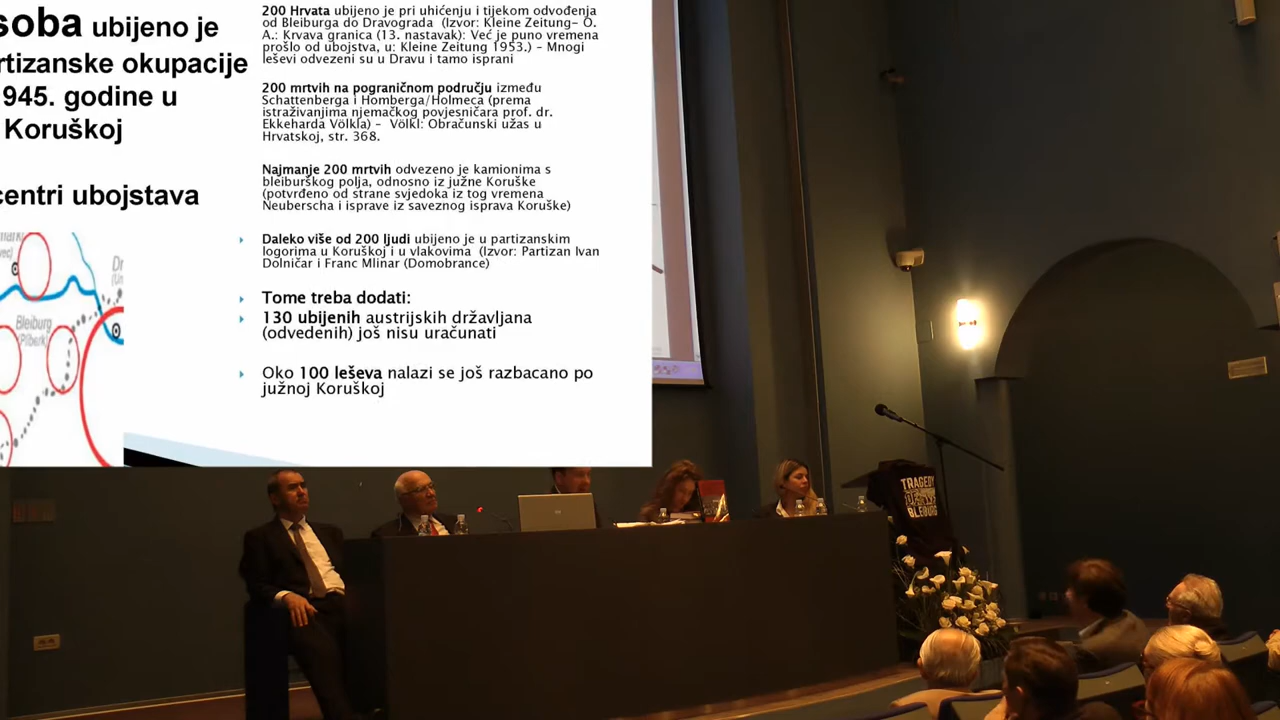 soba ubijeno je
rtizanske okupacije
945. godine u
Koruškoj
centri ubojstava
Bleiburg
(Pliberk)
200 Hrvata ubijeno je pri uhićenju i tijekom odvođenja
od Bleiburga do Dravograda (Izvor: Kleine Zeitung- O.
A.: Krvava granica (13. nastavak): Već je puno vremena
prošlo od ubojstva, u: Kleine Zeitung 1953.) – Mnogi
leševi odvezeni su u Dravu i tamo isprani
200 mrtvih na pograničnom području između
Schattenberga i Homberga/Holmeca (prema
istraživanjima njemačkog povjesničara prof. dr.
Ekkeharda Völkla) – Völkl: Obračunski užas u
Hrvatskoj, str. 368.
Najmanje 200 mrtvih odvezeno je kamionima s
bleiburškog polja, odnosno iz južne Koruške
(potvrđeno od strane svjedoka iz tog vremena
Neuberscha i isprave iz saveznog isprava Koruške)
Daleko više od 200 ljudi ubijeno je u partizanskim
logorima u Koruškoj i u vlakovima (Izvor: Partizan Ivan
Dolničar i Franc Mlinar (Domobrance)
Tome treba dodati:
130 ubijenih austrijskih državljana
(odvedenih) još nisu uračunati
Oko 100 leševa nalazi se još razbacano po
južnoj Koruškoj
TRAGEDY
BLEIBURG